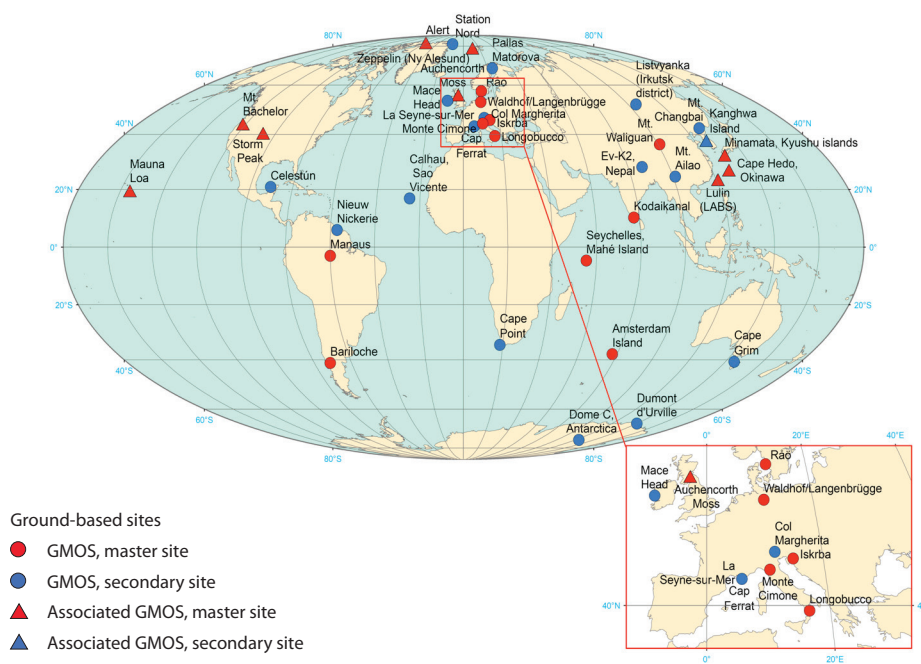 Station
Alert
Nord
80°S
80°S
Zeppelin (Ny Alesund)
Pallas
Matorova
Auchencorth
Moss
Råo
60°S
60°S
Listvyanka
(Irkutsk
district)
Mace
Head
Waldhof/Langenbrügge
Mt.
Bachelor
La Seyne-sur-Mer
Col Margherita
Iskrba
Mt.
Changbai
Kanghwa
Island
40°S
40°S
Monte Cimone
Longobucco
Mt.
Waliguan
Minamata, Kyushu islands
Storm
Peak
Cap
Ferrat
Ev-K2,
Nepal
Mt.
Ailao
Cape Hedo,
Okinawa
Mauna
Loa
Celestún
Calhau,
Sao
Vicente
Lulin
(LABS)
20°N
20°N
Kodaikanal
Nieuw
Nickerie
Manaus
Seychelles,
Mahé Island
0°
0°
20°S
20°S
Cape
Point
Amsterdam
Island
Cape
Grim
Bariloche
40°S
40°S
Dumont
d'Urville
Dome C,
Antarctica
60°S
60°S
80°S
80°S
0°
20°E
40°E
Råo
Mace
Head
Auchencorth
Moss
Waldhof/Langenbrügge
Col
Margherita
Iskrba
La
Seyne-sur-Mer
Cap
Ferrat
Monte
Cimone
Longobucco
40°N
4
0°
20°E
Ground-based sites
GMOS, master site
GMOS, secondary site
Associated GMOS, master site
Associated GMOS, secondary site